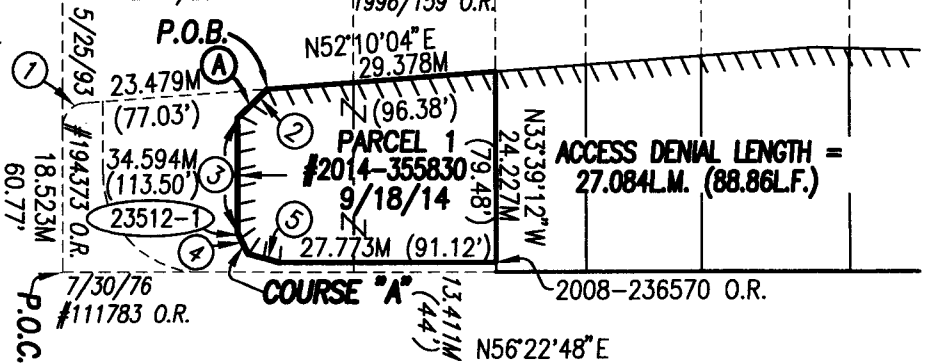 1998/159 O.R.
5/25/93
#194373 O.R.
P.O.B.
N52°10'04"E
29.378M
(96.38')
1
A
23.479M
(77.03')
2
34.594M
(113.50')
3
PARCEL 1
#2014-355830
9/18/14
(79.48')
24.227M
N33°39'12"W
ACCESS DENIAL LENGTH =
27.084L.M. (88.86L.F.)
18.523M
60.77'
23512-1
4
5
27.773M (91.12')
P.O.C.
7/30/76
#111783 O.R.
COURSE "A"
13.411M
(44')
2008-236570 O.R.
N56°22'48"E